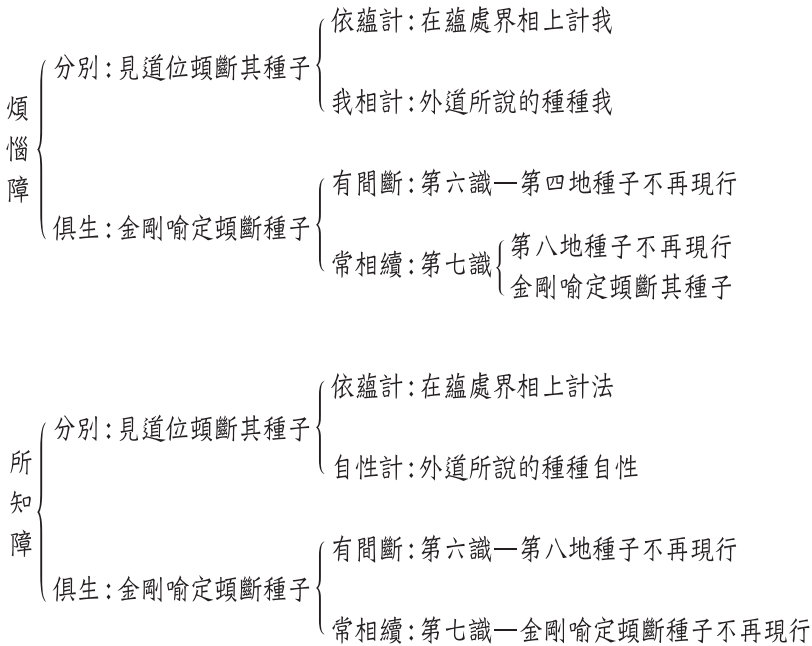 煩惱障
分別:見道位頓斷其種子
依蘊計:在蘊處界相上計我
我相計:外道所說的種種我
俱生:金剛喻定頓斷種子
有間斷:第六識—第四地種子不再現行
常相續:第七識
第八地種子不再現行
金剛喻定頓斷其種子
所知障
分別:見道位頓斷其種子
依蘊計:在蘊處界相上計法
自性計:外道所說的種種自性
俱生:金剛喻定頓斷種子
有間斷:第六識—第八地種子不再現行
常相續:第七識—金剛喻定頓斷種子不再現行